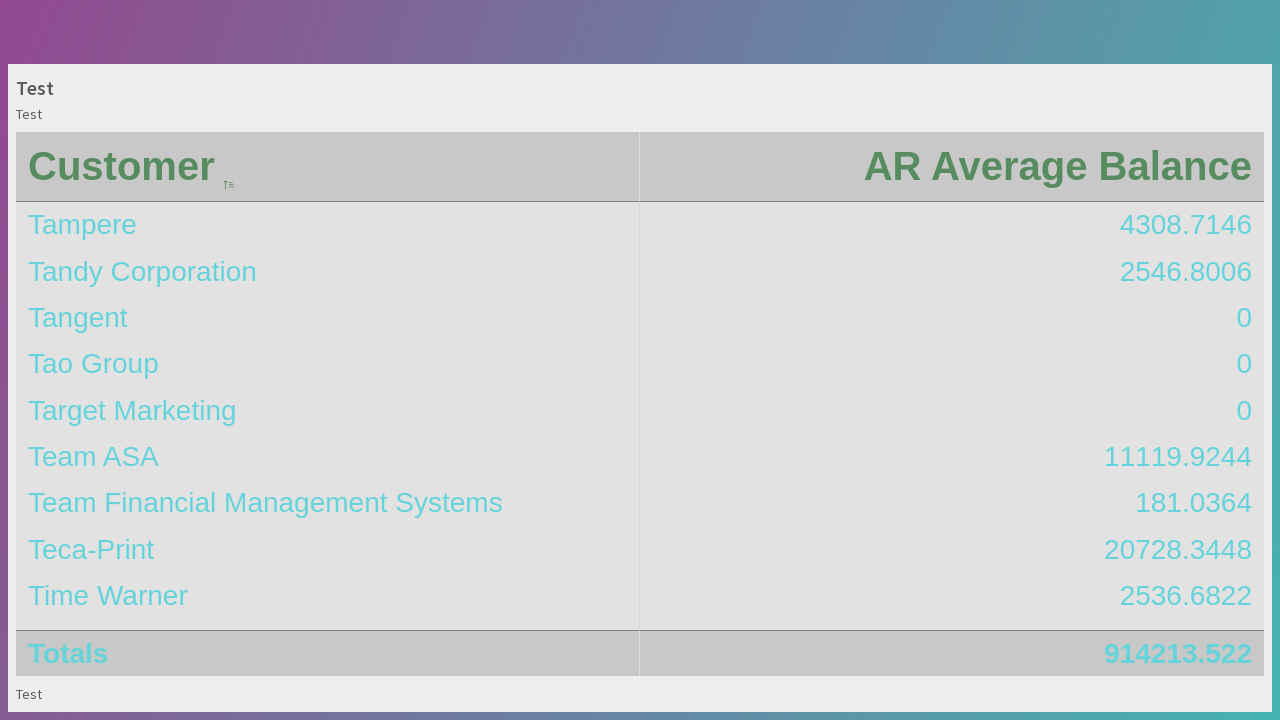 Test
Test
Customer AR Average Balance
Tampere 4308.7146
Tandy Corporation 2546.8006
Tangent 0
Tao Group 0
Target Marketing 0
Team ASA 11119.9244
Team Financial Management Systems 181.0364
Teca-Print 20728.3448
Time Warner 2536.6822
Totals 914213.522
Test